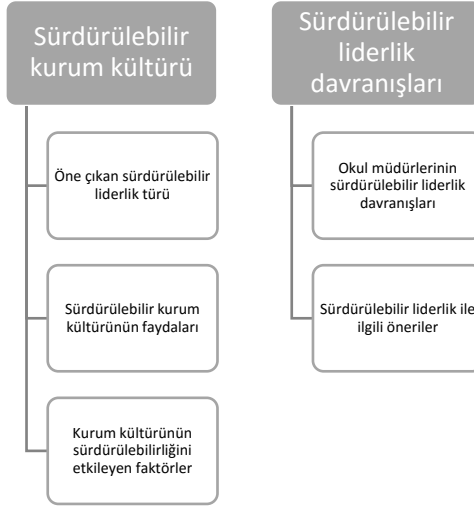 Sürdürülebilir
kurum kültürü
Öne çıkan sürdürülebilir
liderlik türü
Sürdürülebilir kurum
kültürünün faydaları
Kurum kültürünün
sürdürülebilirliğini
etkileyen faktörler
Sürdürülebilir
liderlik
davranışları
Okul müdürlerinin
sürdürülebilir liderlik
davranışları
Sürdürülebilir liderlik ile
ilgili öneriler